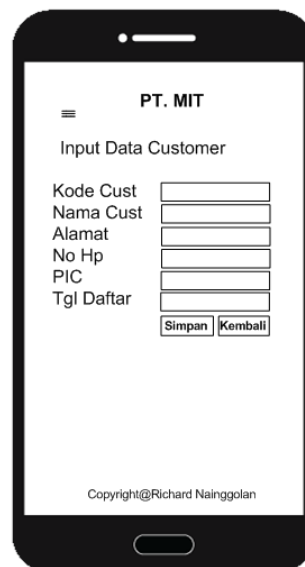 PT. MIT
Input Data Customer
Kode Cust
Nama Cust
Alamat
No Hp
PIC
Tgl Daftar
Simpan Kembali
Copyright@Richard Nainggolan